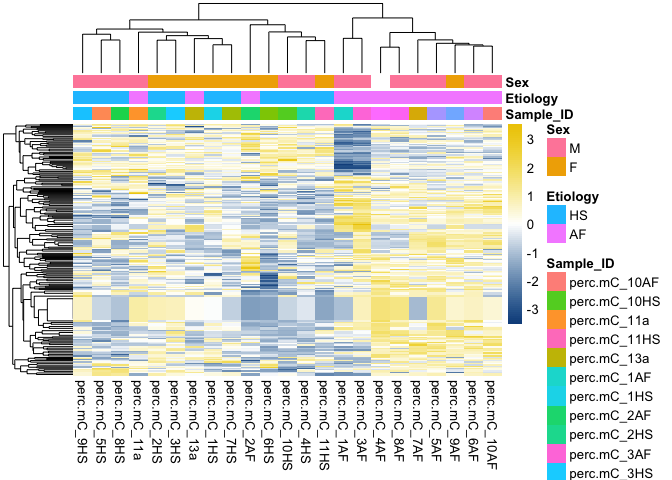 Sex
Etiology
Sample_ID
3
2
1
0
-1
-2
-3
Sex
M
F
Etiology
HS
AF
Sample_ID
perc.mC_10AF
perc.mC_10HS
perc.mC_11a
perc.mC_11HS
perc.mC_13a
perc.mC_1AF
perc.mC_1HS
perc.mC_2AF
perc.mC_2HS
perc.mC_3AF
perc.mC_3HS
perc.mC_9HS
perc.mC_5HS
perc.mC_8HS
perc.mC_11a
perc.mC_2HS
perc.mC_3HS
perc.mC_13a
perc.mC_1HS
perc.mC_7HS
perc.mC_2AF
perc.mC_6HS
perc.mC_10HS
perc.mC_4HS
perc.mC_11HS
perc.mC_1AF
perc.mC_3AF
perc.mC_4AF
perc.mC_8AF
perc.mC_7AF
perc.mC_5AF
perc.mC_9AF
perc.mC_6AF
perc.mC_10AF